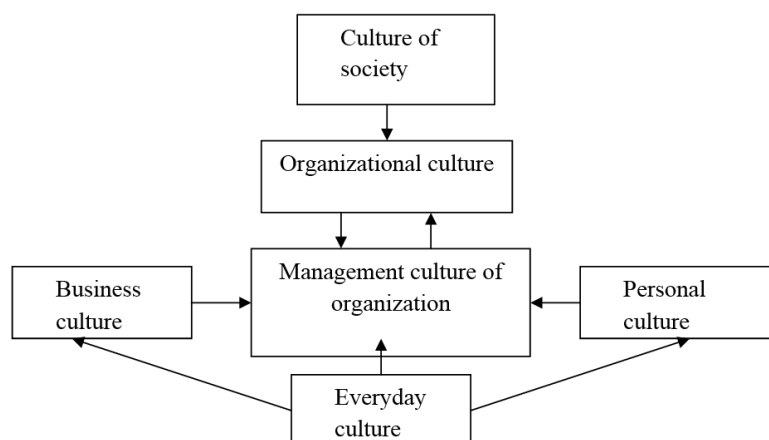 Culture of
society
Organizational culture
Management culture of
organization
Business
culture
Personal
culture
Everyday
culture